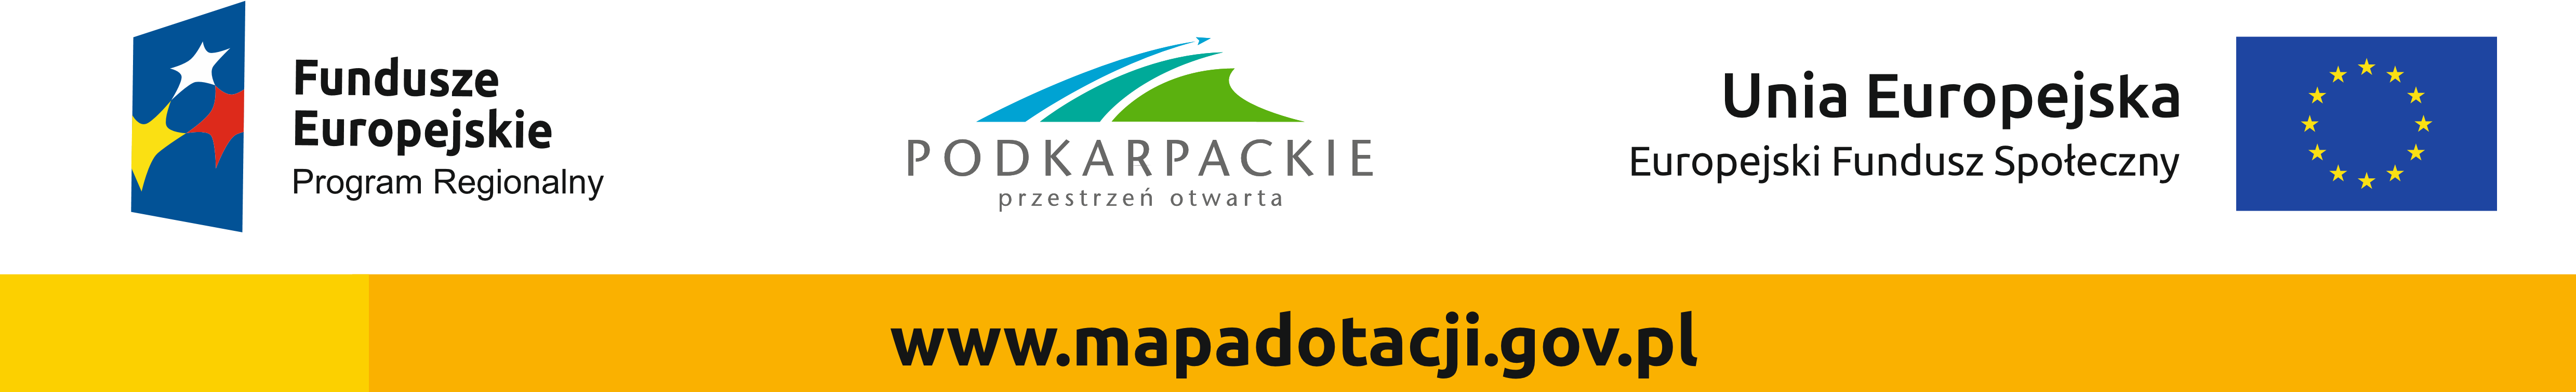 Fundusze
Europejskie
Program Regionalny
PODKARPACKIE
przestrzeń otwarta
Unia Europejska
Europejski Fundusz Społeczny
www.mapadotacji.gov.pl